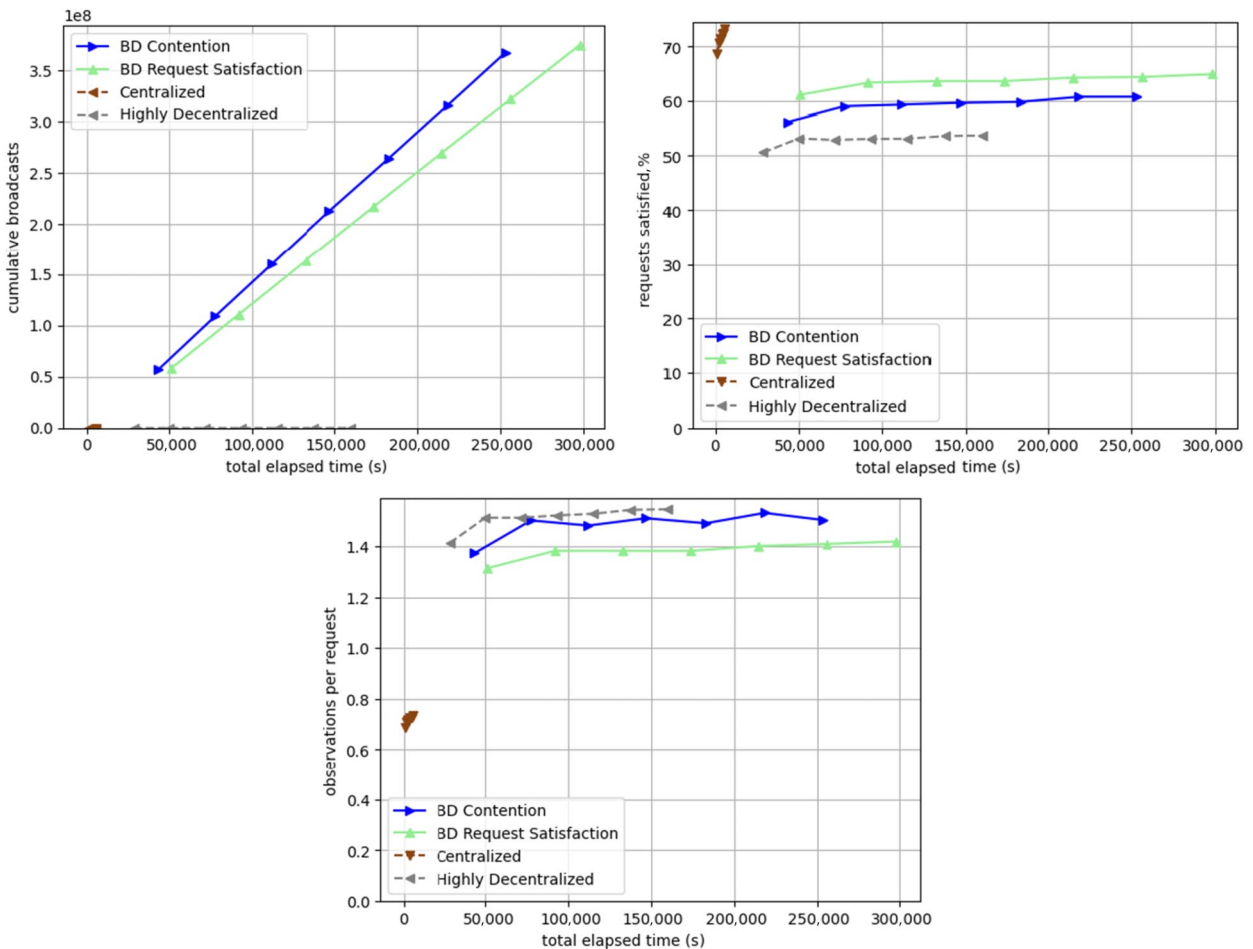 1e8
BD Contention
BD Request Satisfaction
Centralized
Highly Decentralized
3.5
3.0
2.5
2.0
1.5
1.0
0.5
0.0
cumulative broadcasts
0 50,000 100,000 150,000 200,000 250,000 300,000
total elapsed time (s)
70
60
50
40
30
20
10
0
requests satisfied,%
BD Contention
BD Request Satisfaction
Centralized
Highly Decentralized
0 50,000 100,000 150,000 200,000 250,000 300,000
total elapsed time (s)
1.4
1.2
1.0
0.8
0.6
0.4
0.2
0.0
observations per request
BD Contention
BD Request Satisfaction
Centralized
Highly Decentralized
0 50,000 100,000 150,000 200,000 250,000 300,000
total elapsed time (s)